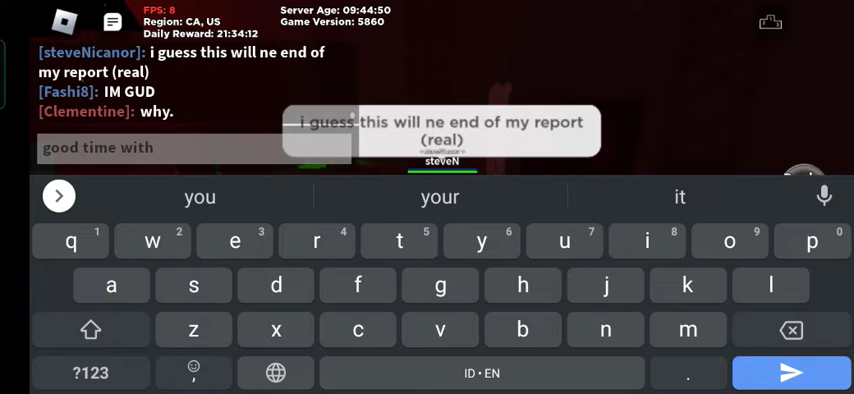 FPS: 8
Region: CA, US
Daily Reward: 21:34:12
Server Age: 09:44:50
Game Version: 5860
[steveNicanor]: i guess this will ne end of
my report (real)
[Fashi8]: IM GUD
[Clementine]: why.
i guess this will ne end of my report
(real)
steveN
good time with
you your it
q 1 w 2 e 3 r 4 t 5 y 6 u 7 i 8 o 9 p 0
a s d f g h j k l
z x c v b n m
?123 , ID • EN .